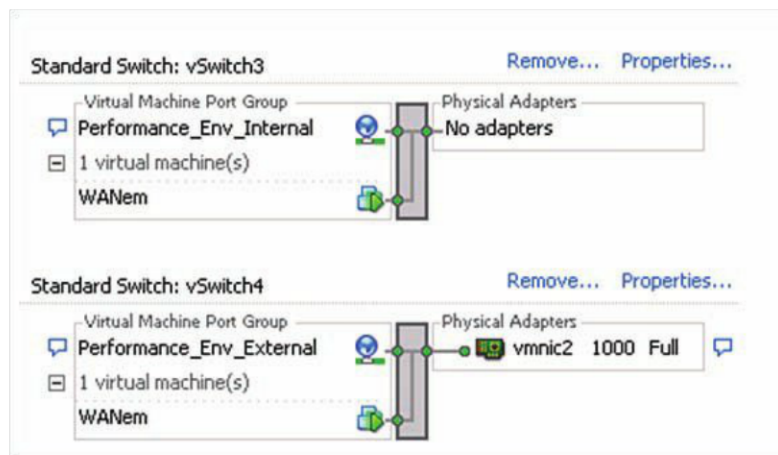 Standard Switch: vSwitch3 Remove... Properties...
Virtual Machine Port Group Physical Adapters
Performance_Env_Internal No adapters
1 virtual machine(s)
WANem
Standard Switch: vSwitch4 Remove... Properties...
Virtual Machine Port Group Physical Adapters
Performance_Env_External vmnic2 1000 Full
1 virtual machine(s)
WANem